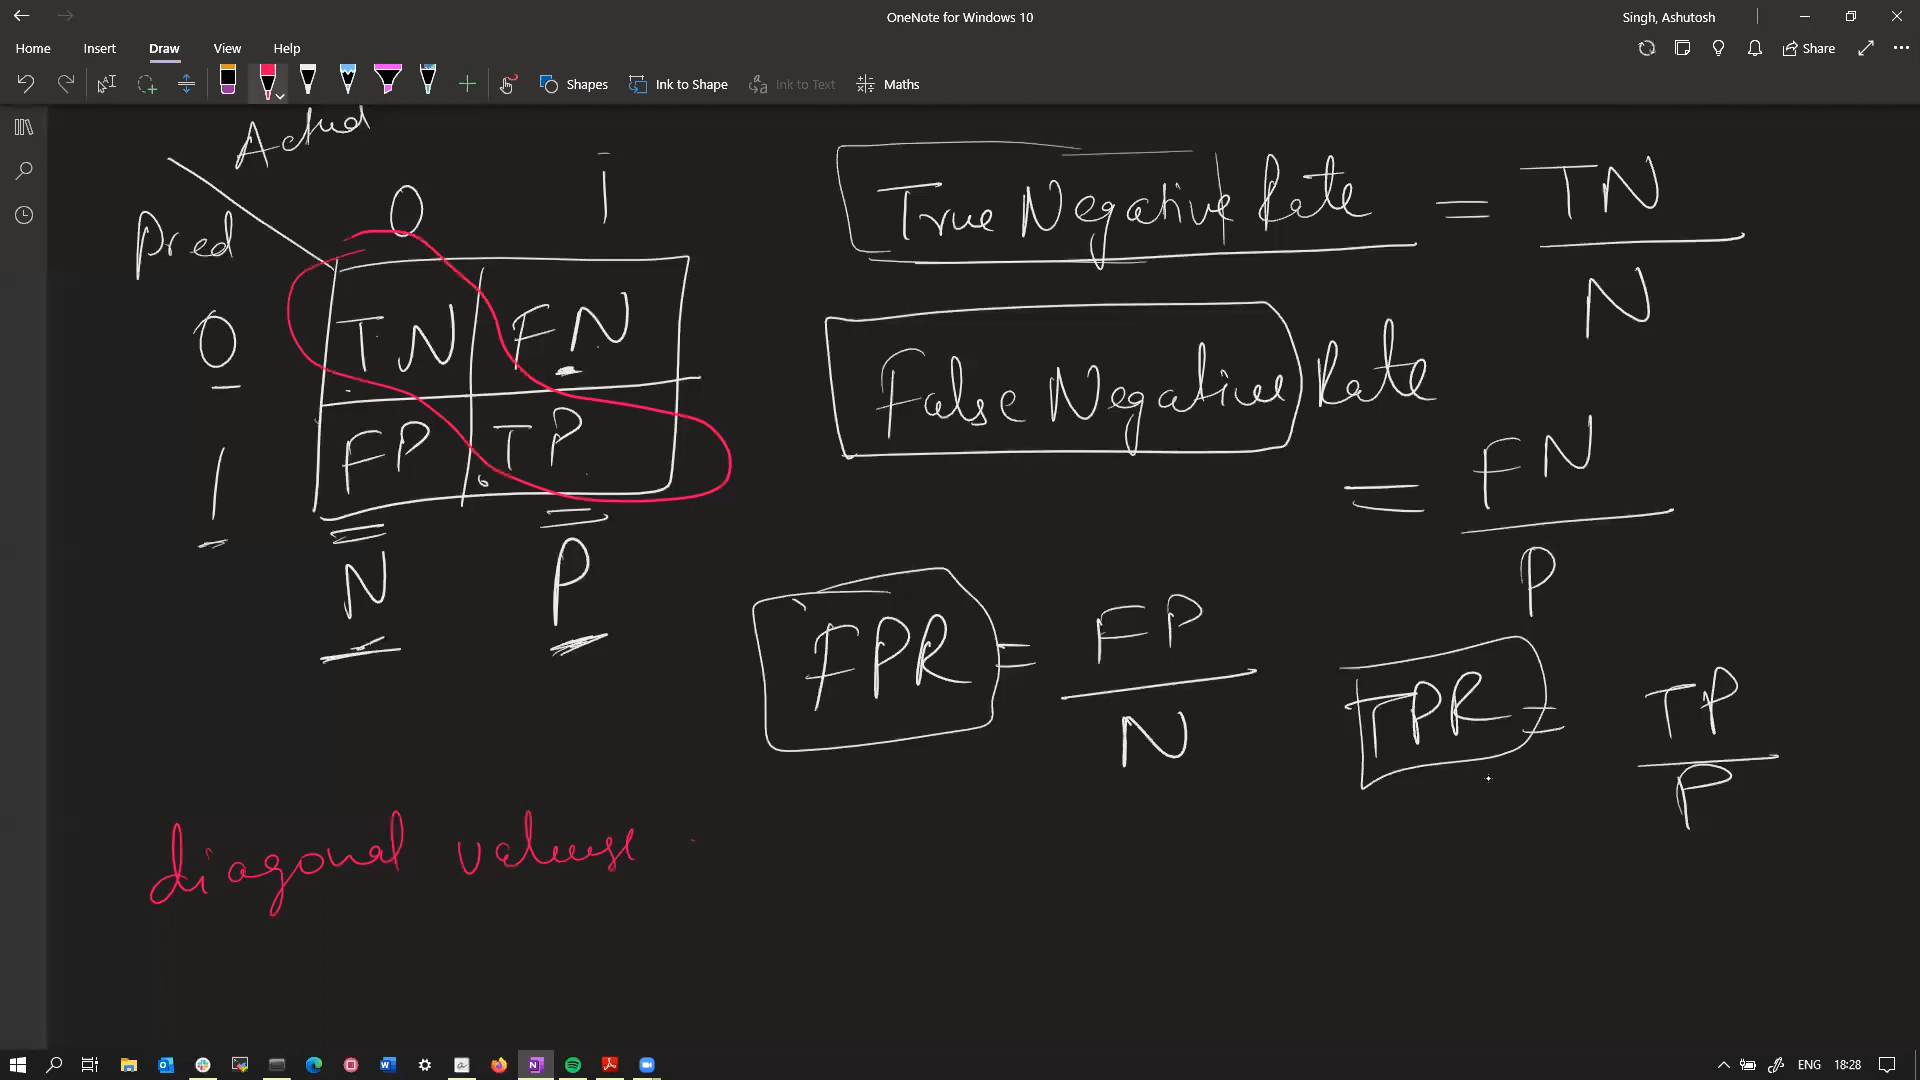 OneNote for Windows 10
Singh, Ashutosh
Home Insert Draw View Help
Share
Shapes Ink to Shape Ink to Text Maths
Actual
Pred
0 1
0 TN FN
1 FP TP
N P
True Negative Rate = TN
N
False Negative Rate
= FN
P
FPR = FP
N
TPR = TP
P
diagonal values
ENG 18:28